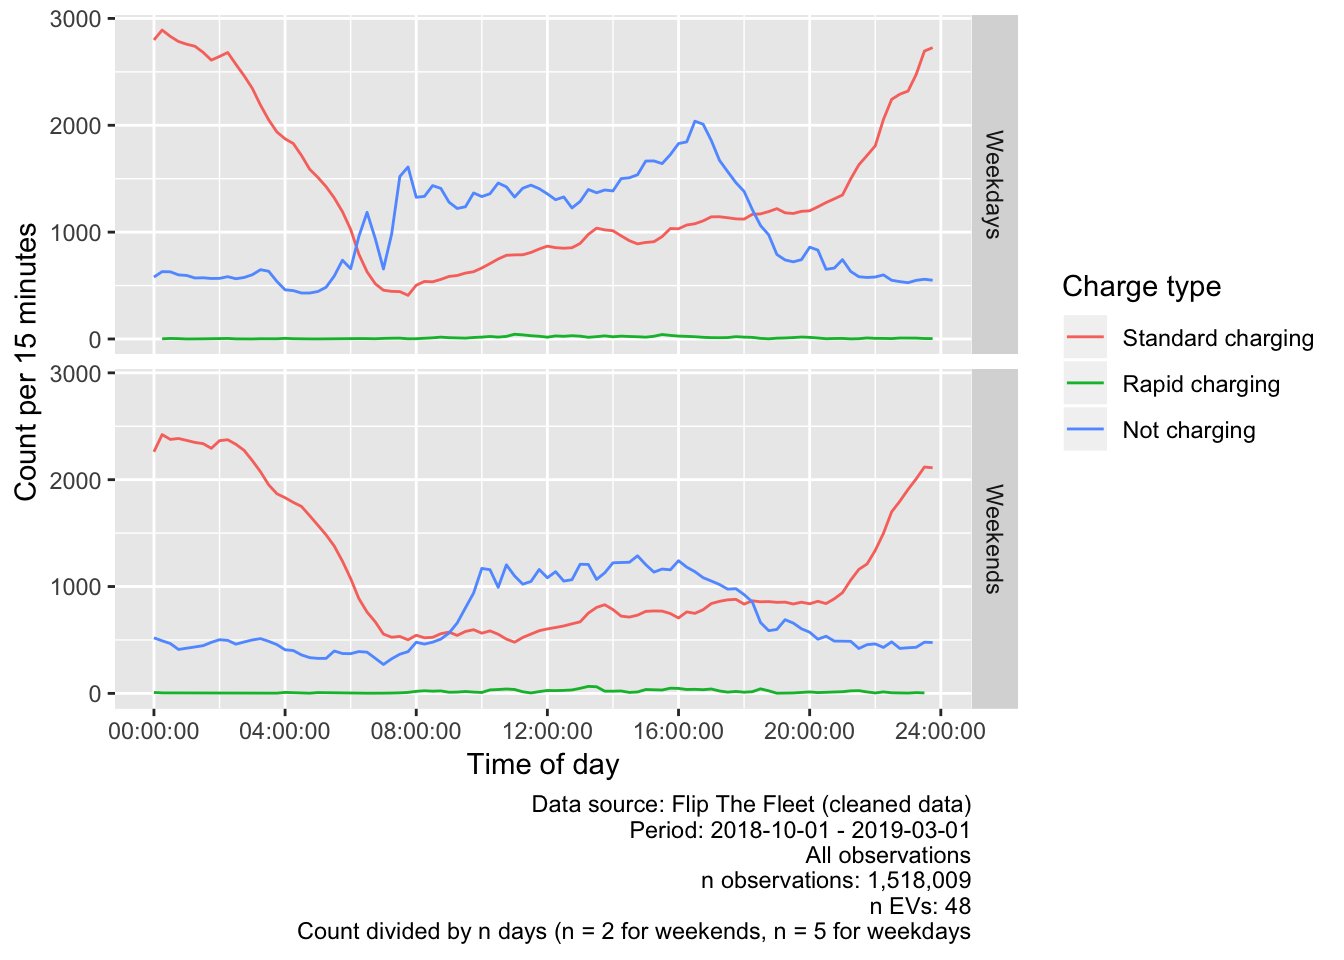 3000
2000
1000
0
Weekdays
3000
2000
1000
0
Weekends
Count per 15 minutes
00:00:00 04:00:00 08:00:00 12:00:00 16:00:00 20:00:00 24:00:00
Time of day
Charge type
Standard charging
Rapid charging
Not charging
Data source: Flip The Fleet (cleaned data)
Period: 2018-10-01 - 2019-03-01
All observations
n observations: 1,518,009
n EVs: 48
Count divided by n days (n = 2 for weekends, n = 5 for weekdays